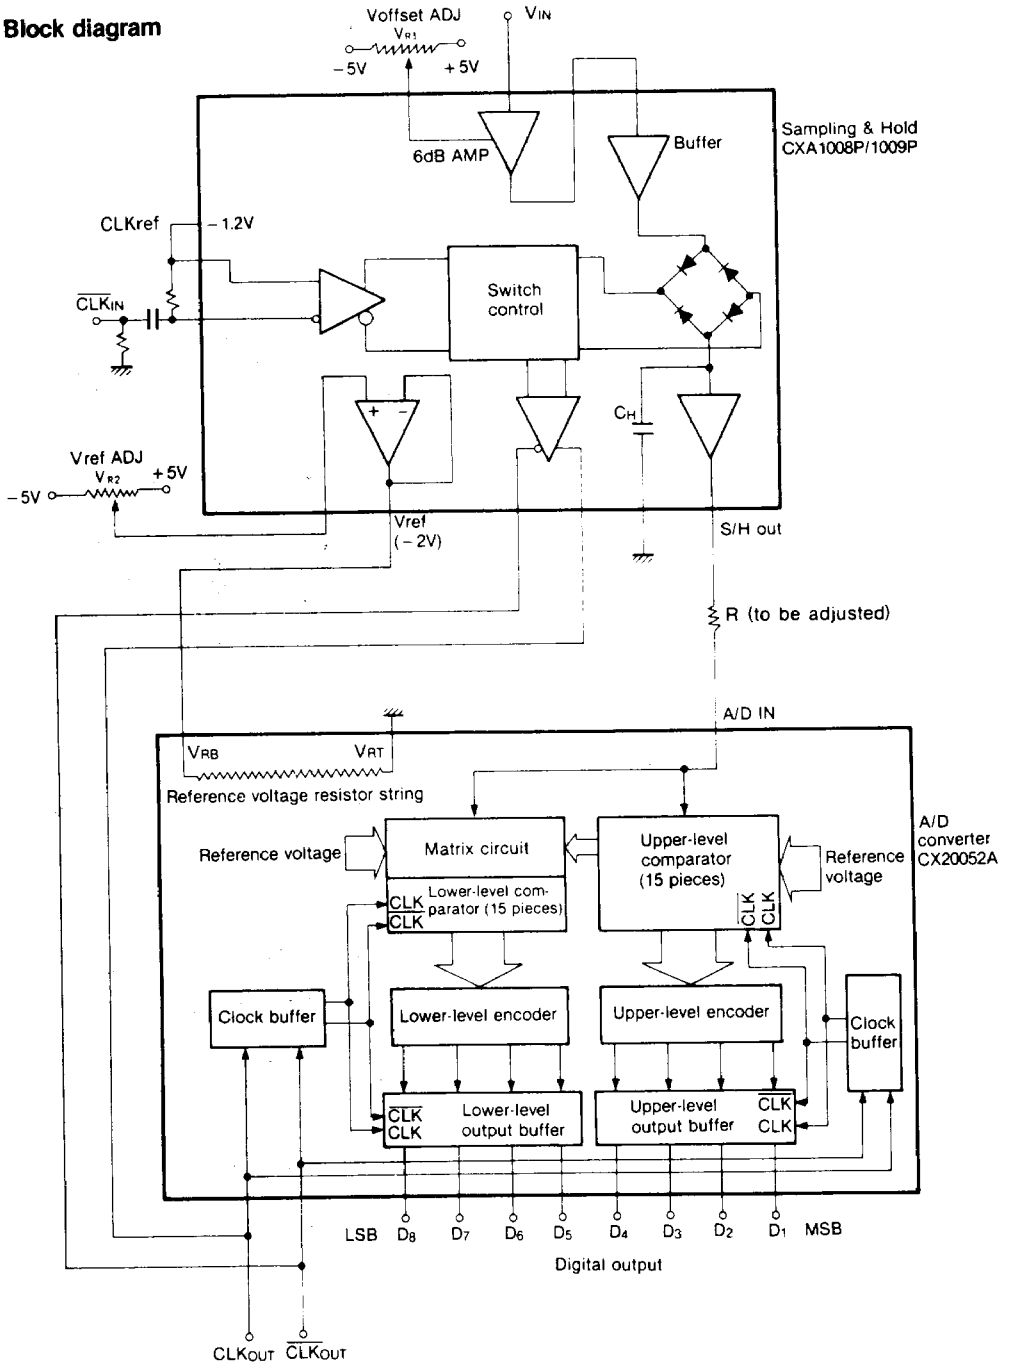 Block diagram
Voffset ADJ
VR1
−5V
+5V
VIN
Sampling & Hold
CXA1008P/1009P
6dB AMP
Buffer
CLKref
−1.2V
CLKIN
Switch
control
+ −
CH
Vref ADJ
VR2
−5V
+5V
Vref
(−2V)
S/H out
R (to be adjusted)
A/D IN
VRB
VRT
Reference voltage resistor string
A/D
converter
CX20052A
Reference voltage
Matrix circuit
Upper-level
comparator
(15 pieces)
Reference
voltage
CLK
CLK
Lower-level com-
parator (15 pieces)
CLK
CLK
Clock buffer
Lower-level encoder
Upper-level encoder
Clock
buffer
CLK
CLK
Lower-level
output buffer
Upper-level
output buffer
CLK
CLK
LSB D8 D7 D6 D5 D4 D3 D2 D1 MSB
Digital output
CLKOUT CLKOUT